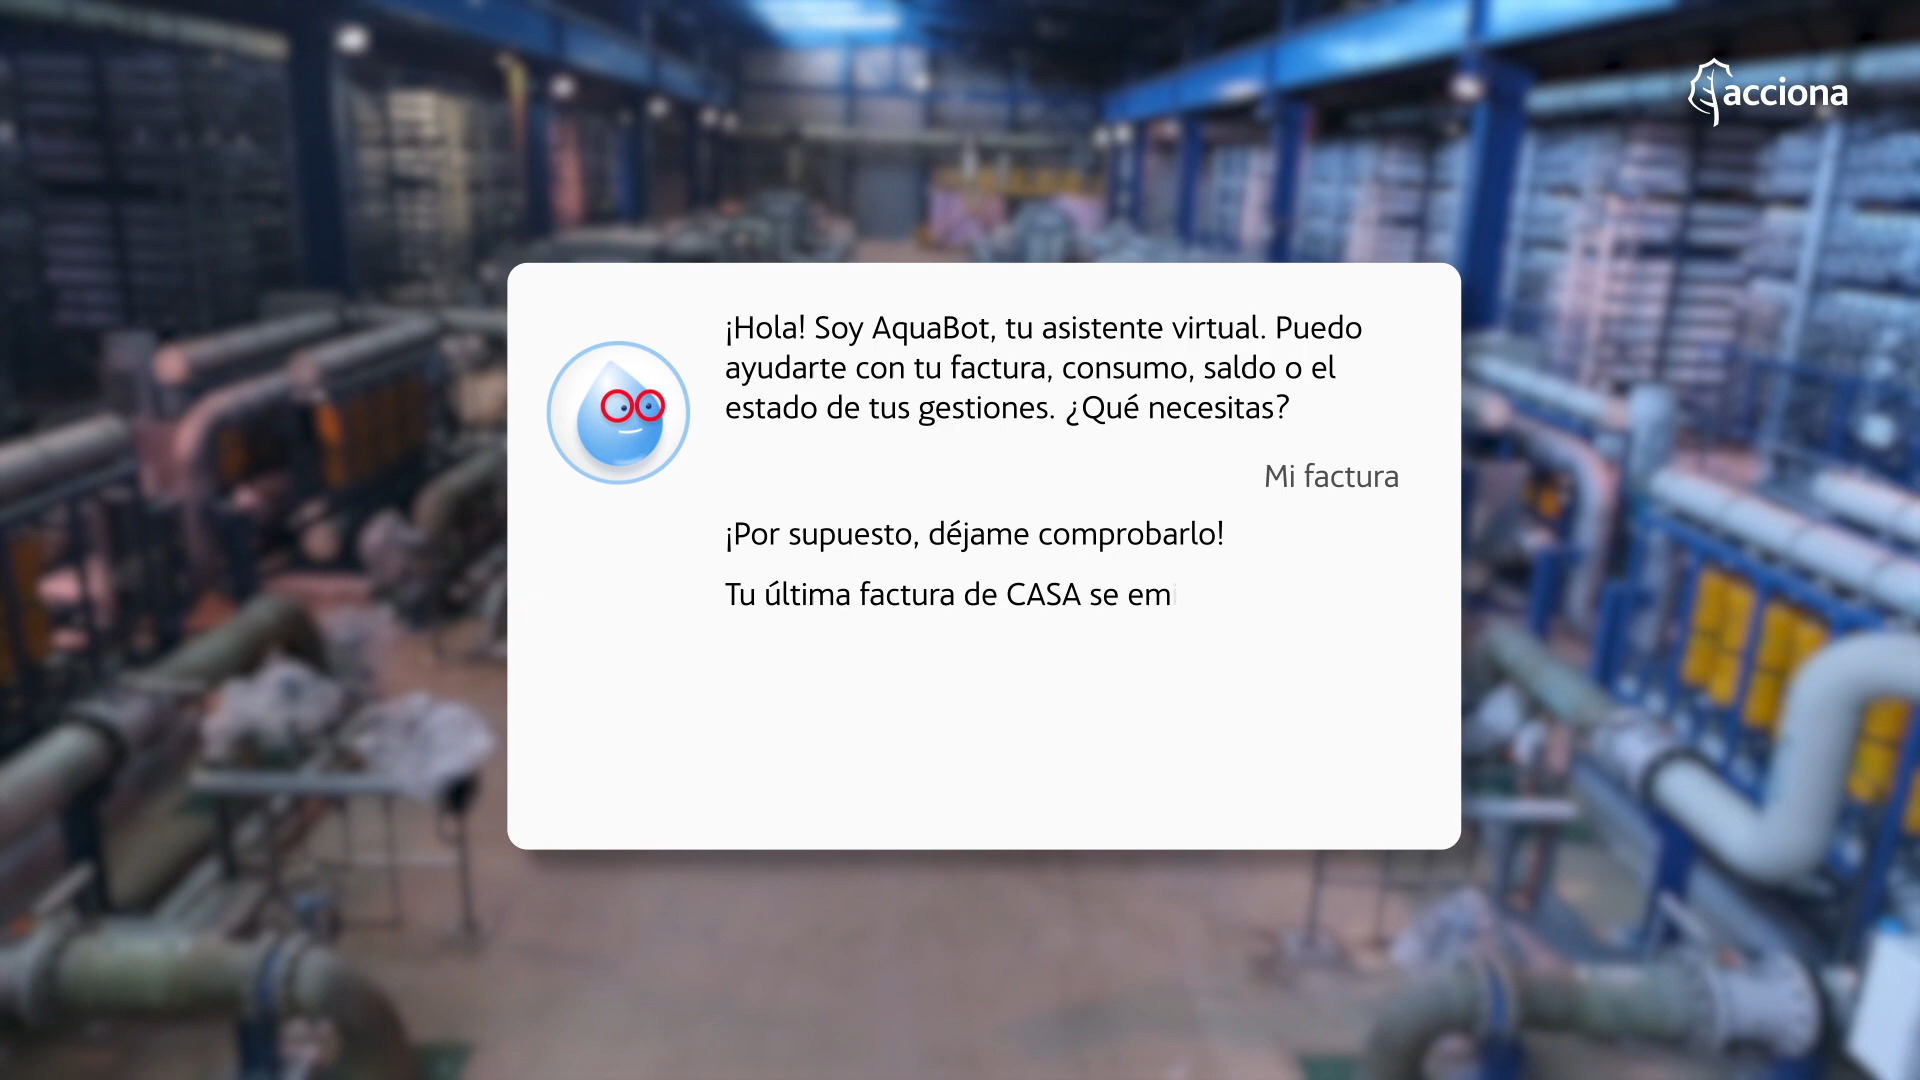 acciona
¡Hola! Soy AquaBot, tu asistente virtual. Puedo
ayudarte con tu factura, consumo, saldo o el
estado de tus gestiones. ¿Qué necesitas?
Mi factura
¡Por supuesto, déjame comprobarlo!
Tu última factura de CASA se emi